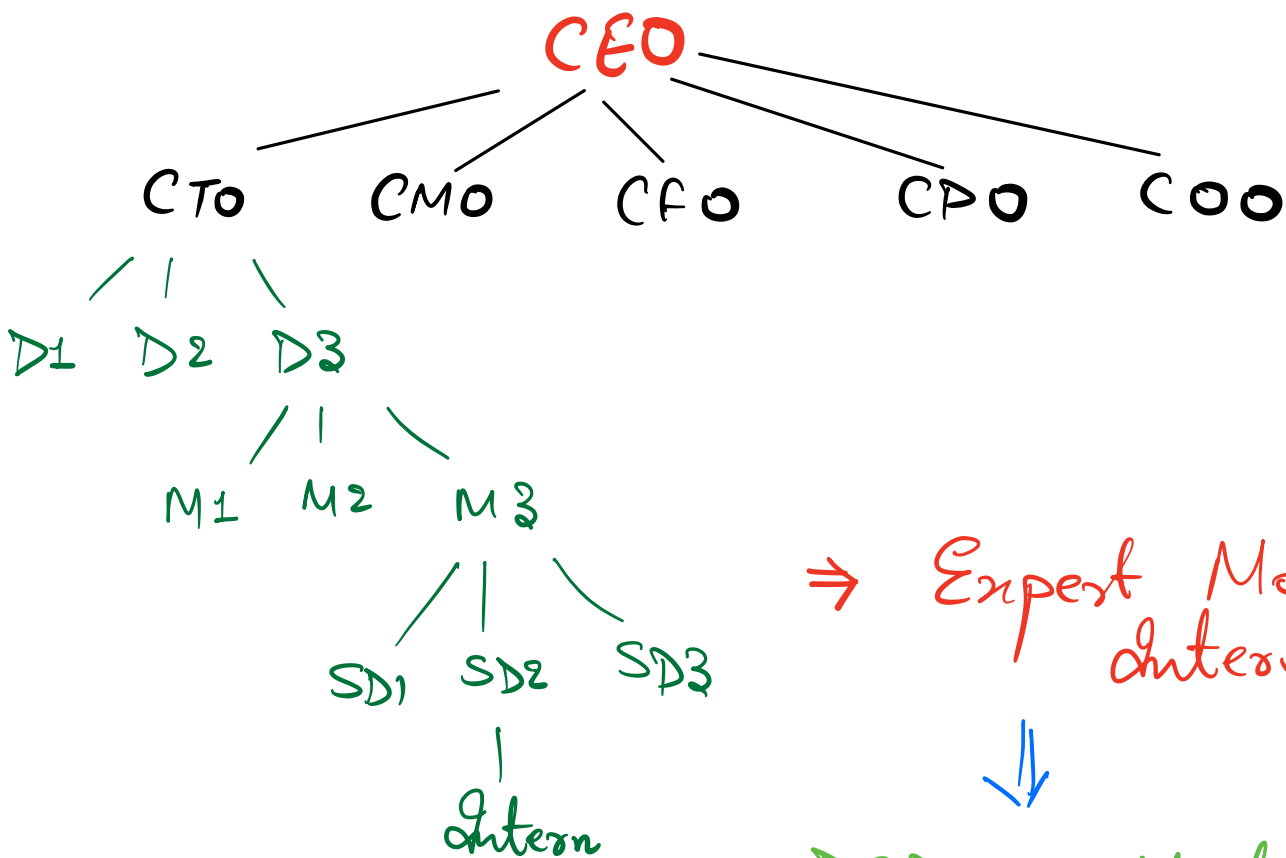 CEO
CTO CMO CFO CPO COO
D1 D2 D3
M1 M2 M3
⇒ Expert
SD1 SD2 SD3
Intern